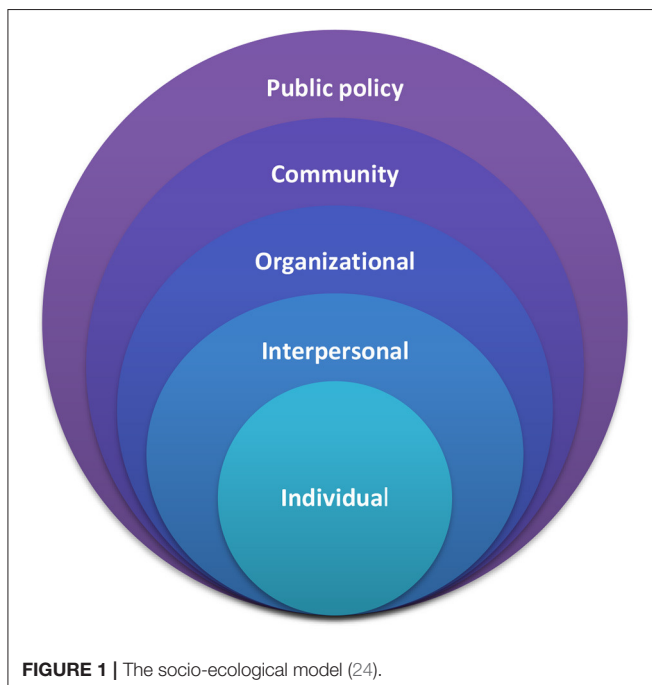 Public policy
Community
Organizational
Interpersonal
Individual
FIGURE 1 | The socio-ecological model (24).